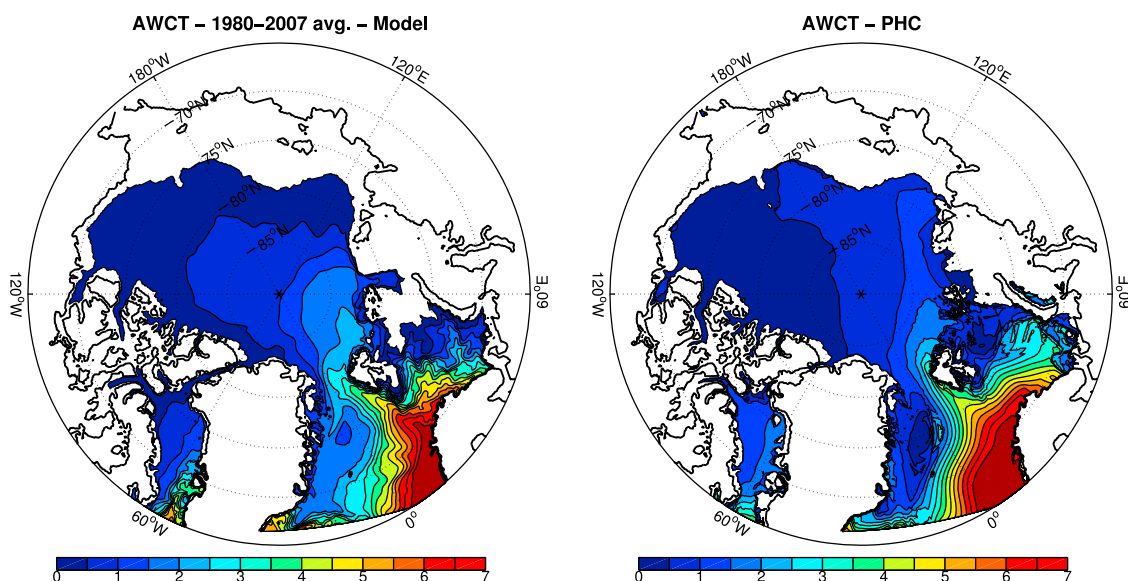 AWCT – 1980–2007 avg. – Model
180°W
120°E
–70°N
–75°N
–80°N
–85°N
120°W
60°E
60°W
0°
0 1 2 3 4 5 6 7
AWCT – PHC
180°W
120°E
–70°N
–75°N
–80°N
–85°N
120°W
60°E
60°W
0°
0 1 2 3 4 5 6 7